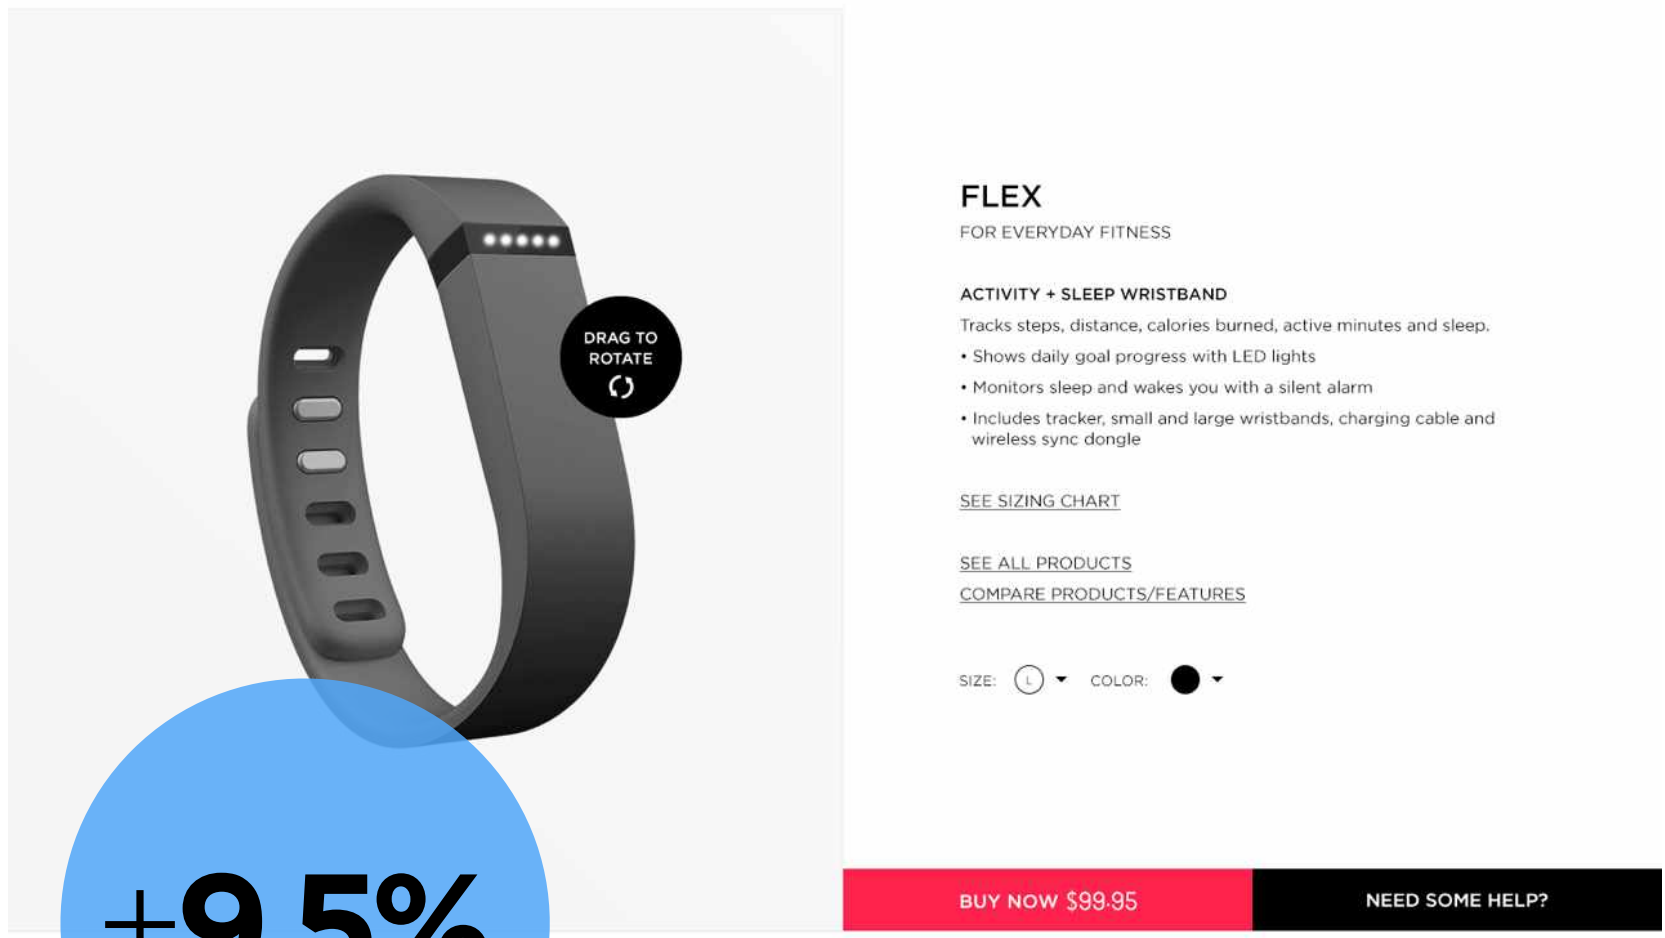 DRAG TO
ROTATE
FLEX
FOR EVERYDAY FITNESS
ACTIVITY + SLEEP WRISTBAND
Tracks steps, distance, calories burned, active minutes and sleep.
• Shows daily goal progress with LED lights
• Monitors sleep and wakes you with a silent alarm
• Includes tracker, small and large wristbands, charging cable and
wireless sync dongle
SEE SIZING CHART
SEE ALL PRODUCTS
COMPARE PRODUCTS/FEATURES
SIZE: L COLOR:
BUY NOW $99.95 NEED SOME HELP?
+9.5%